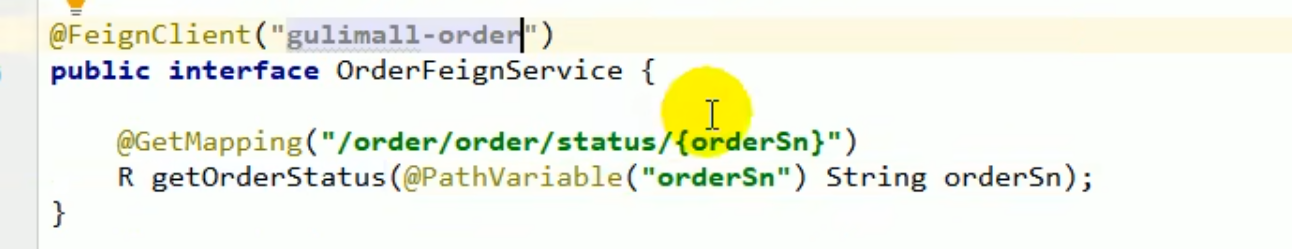 @FeignClient("gulimall-order")
public interface OrderFeignService {
@GetMapping("/order/order/status/{orderSn}")
R getOrderStatus(@PathVariable("orderSn") String orderSn);
}